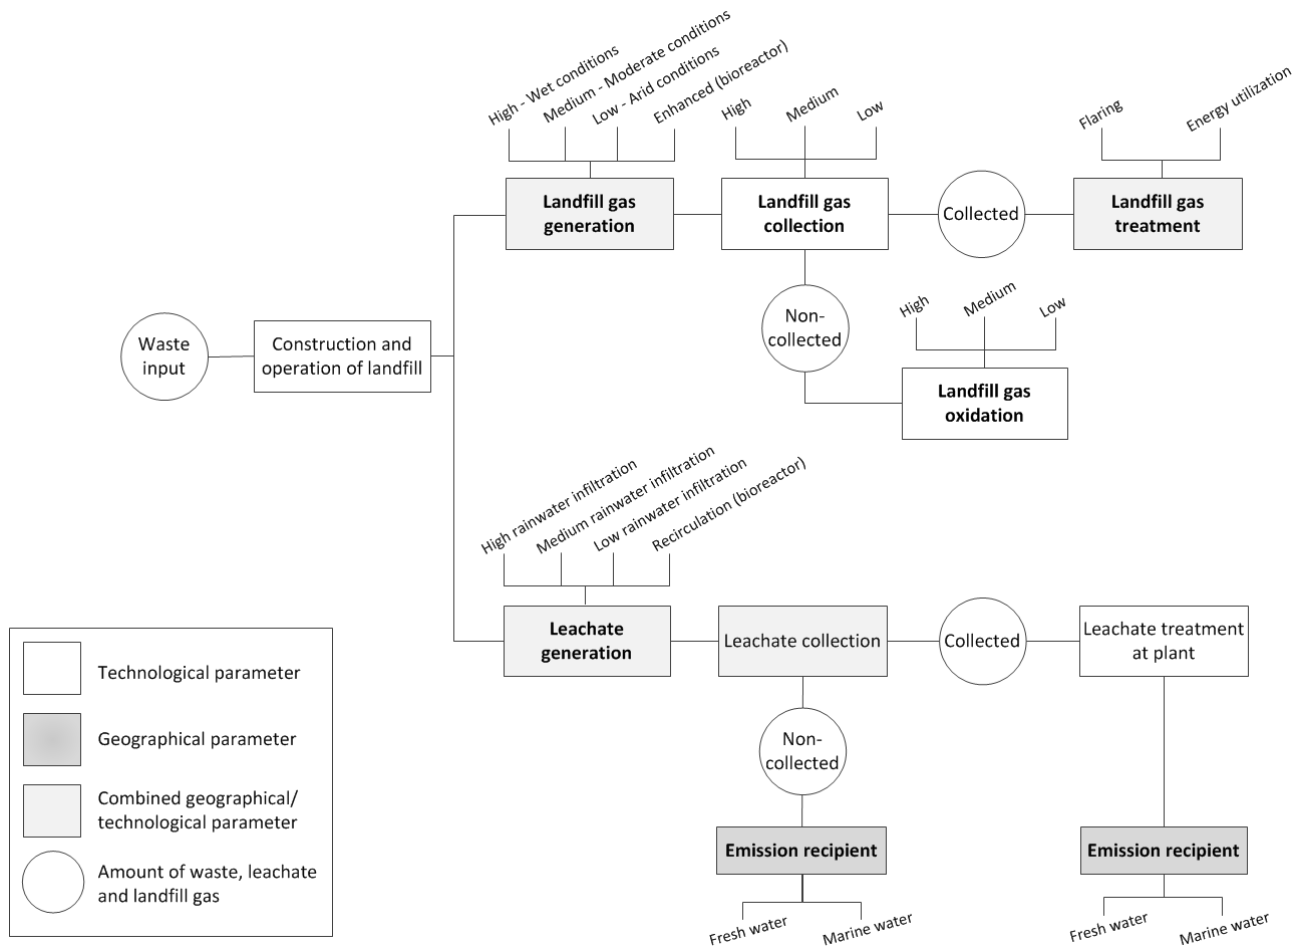 High - Wet conditions
Medium - Moderate conditions
Low - Arid conditions
Enhanced (bioreactor)
High
Medium
Low
Flaring
Energy utilization
Landfill gas
generation
Landfill gas
collection
Collected
Landfill gas
treatment
Non-
collected
High
Medium
Low
Landfill gas
oxidation
Waste
input
Construction and
operation of landfill
High rainwater infiltration
Medium rainwater infiltration
Low rainwater infiltration
Recirculation (bioreactor)
Leachate
generation
Leachate collection
Collected
Leachate treatment
at plant
Non-
collected
Emission recipient
Fresh water
Marine water
Emission recipient
Fresh water
Marine water
Technological parameter
Geographical parameter
Combined geographical/
technological parameter
Amount of waste, leachate
and landfill gas